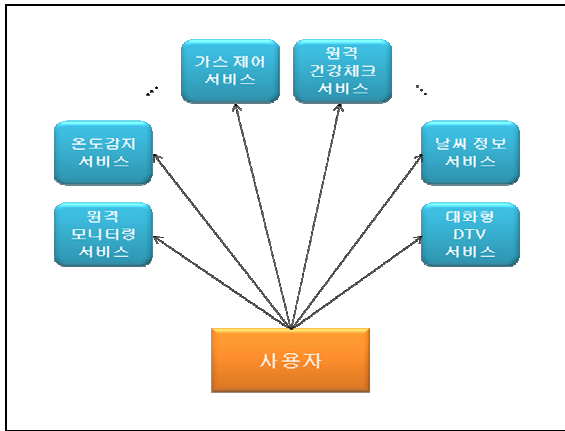 가스 제어
서비스
원격
건강체크
서비스
온도감지
서비스
날씨 정보
서비스
원격
모니터령
서비스
대화형
DTV
서비스
사용자